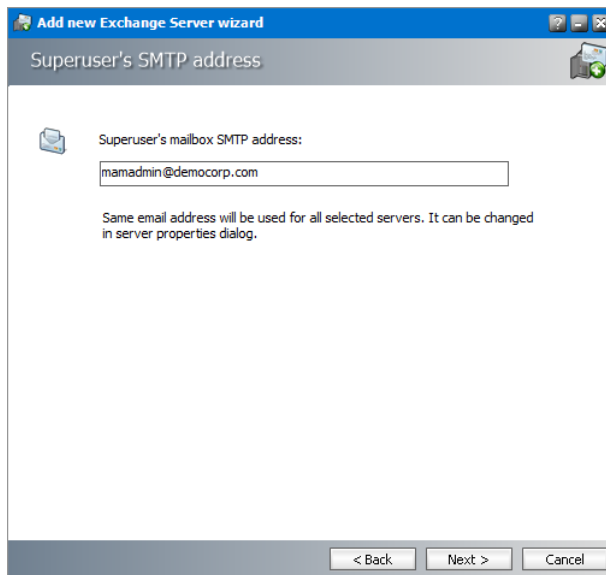 Add new Exchange Server wizard
Superuser's SMTP address
Superuser's mailbox SMTP address:
mamadmin@democorp.com
Same email address will be used for all selected servers. It can be changed
in server properties dialog.
< Back Next > Cancel